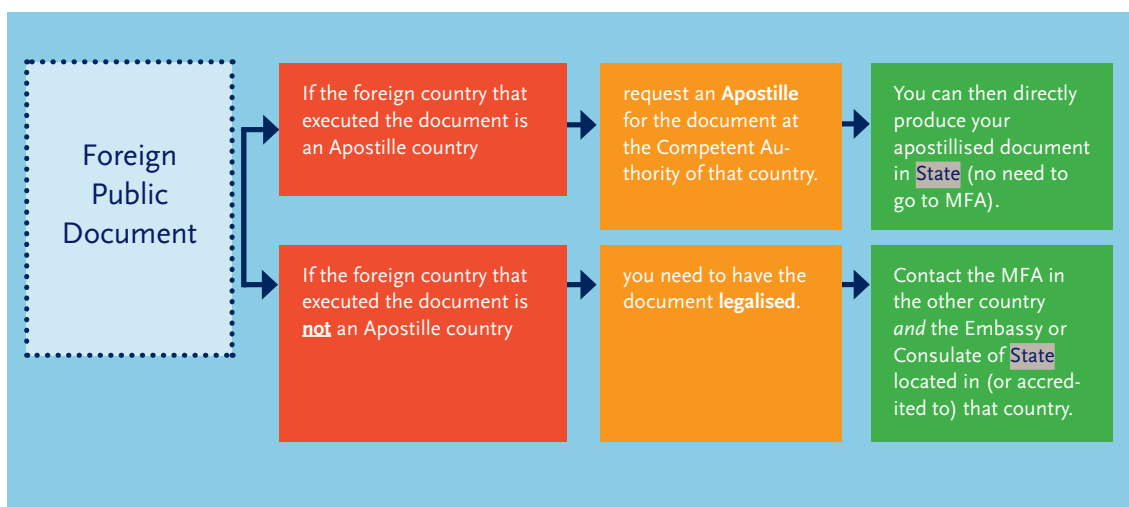 Foreign
Public
Document
If the foreign country that
executed the document is
an Apostille country
request an Apostille
for the document at
the Competent Au-
thority of that country.
You can then directly
produce your
apostillised document
in State (no need to
go to MFA).
If the foreign country that
executed the document is
not an Apostille country
you need to have the
document legalised.
Contact the MFA in
the other country
and the Embassy or
Consulate of State
located in (or accred-
ited to) that country.